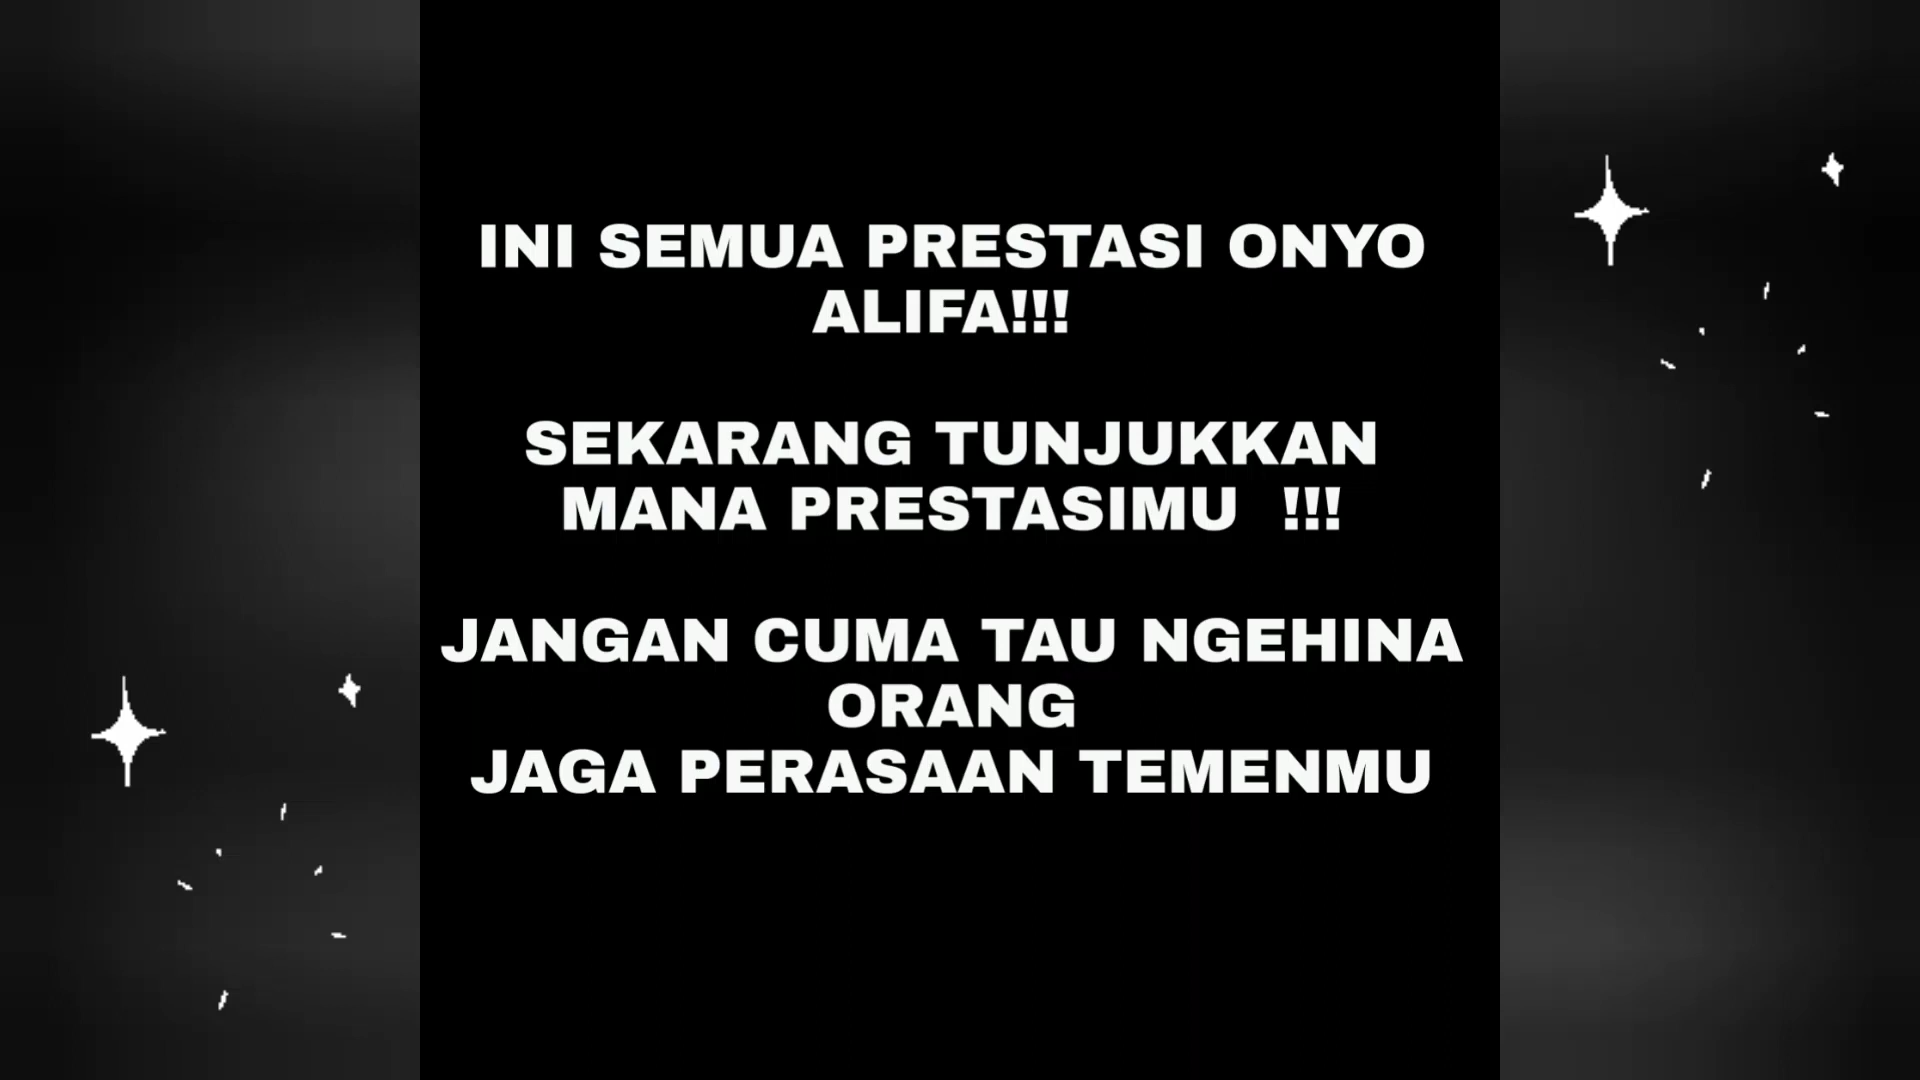 INI SEMUA PRESTASI ONYO
ALIFA!!!
SEKARANG TUNJUKKAN
MANA PRESTASIMU !!!
JANGAN CUMA TAU NGEHINA
ORANG
JAGA PERASAAN TEMENMU